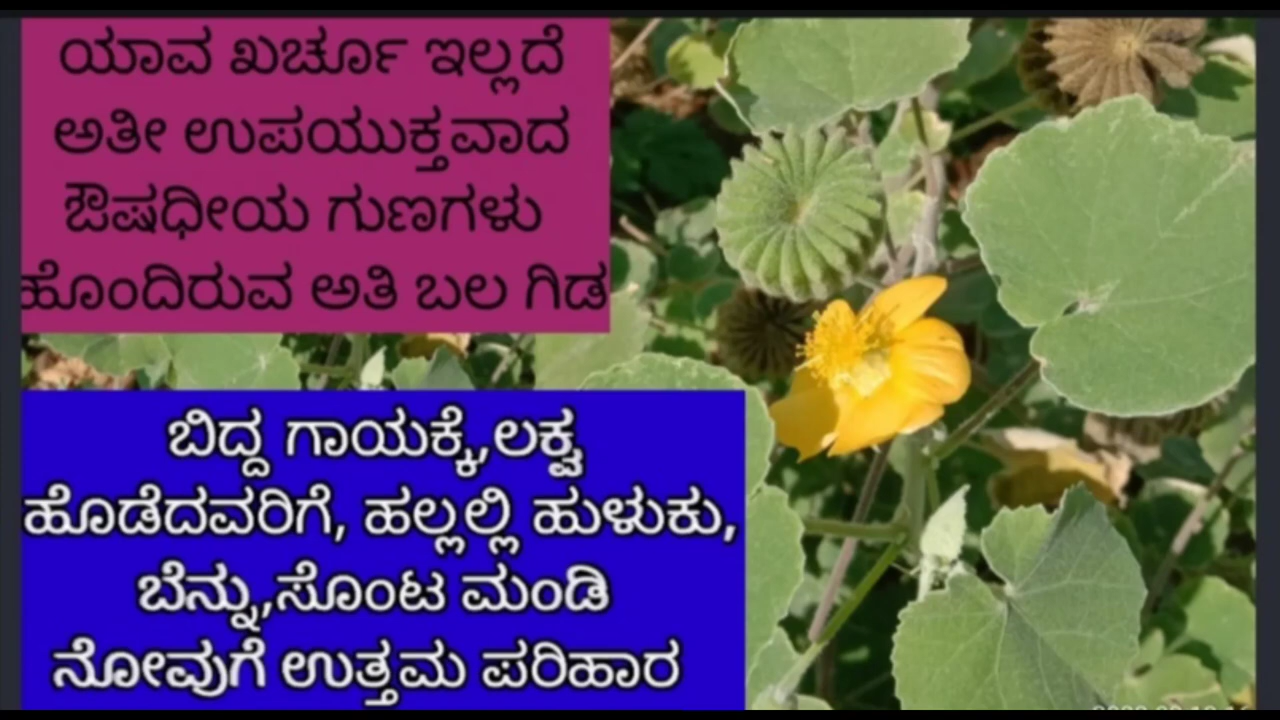 ಯಾವ ಖರ್ಚೂ ಇಲ್ಲದೆ
ಅತೀ ಉಪಯುಕ್ತವಾದ
ಔಷಧೀಯ ಗುಣಗಳು
ಹೊಂದಿರುವ ಅತಿ ಬಲ ಗಿಡ
ಬಿದ್ದ ಗಾಯಕ್ಕೆ,ಲಕ್ವ
ಹೊಡೆದವರಿಗೆ, ಹಲ್ಲಲ್ಲಿ ಹುಳುಕು,
ಬೆನ್ನು,ಸೊಂಟ ಮಂಡಿ
ನೋವುಗೆ ಉತ್ತಮ ಪರಿಹಾರ